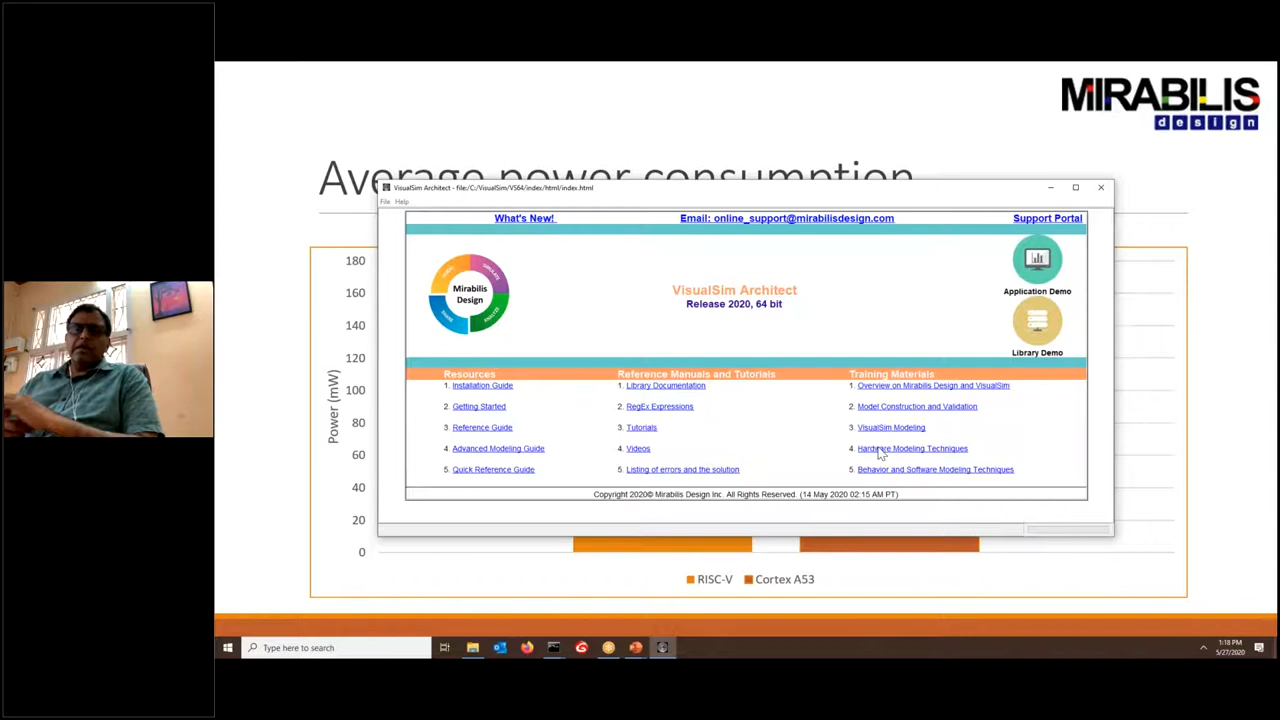 MIRABILIS
design
Average power consumption
VisualSim Architect - file:/C:/VisualSim/VS64/index/html/index.html
File Help
What's New! Email: online_support@mirabilisdesign.com Support Portal
Mirabilis
Design
VisualSim Architect
Release 2020, 64 bit
Application Demo
Library Demo
Resources Reference Manuals and Tutorials Training Materials
1. Installation Guide 1. Library Documentation 1. Overview on Mirabilis Design and VisualSim
2. Getting Started 2. RegEx Expressions 2. Model Construction and Validation
3. Reference Guide 3. Tutorials 3. VisualSim Modeling
4. Advanced Modeling Guide 4. Videos 4. Hardware Modeling Techniques
5. Quick Reference Guide 5. Listing of errors and the solution 5. Behavior and Software Modeling Techniques
Copyright 2020© Mirabilis Design Inc. All Rights Reserved. (14 May 2020 02:15 AM PT)
180
160
140
120
100
80
60
40
20
0
Power (mW)
RISC-V Cortex A53
Type here to search
1:18 PM
5/27/2020